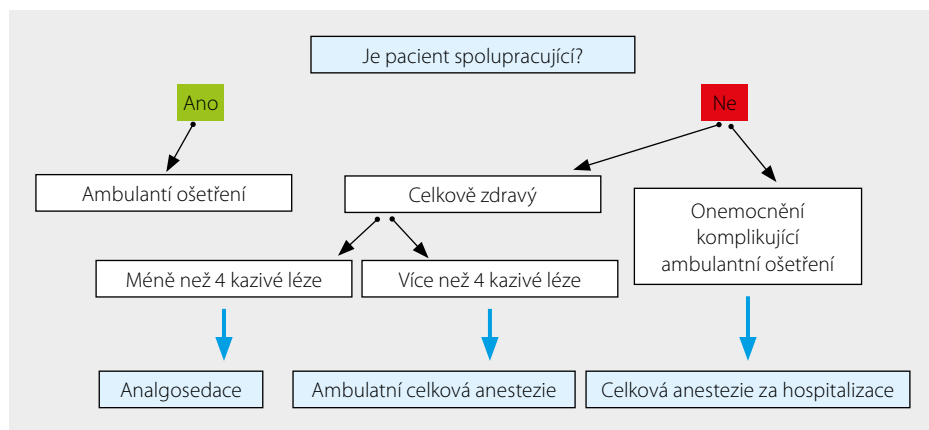 Je pacient spolupracující?
Ano
Ne
Ambulantí ošetření
Celkově zdravý
Onemocnění
komplikující
ambulantní ošetření
Méně než 4 kazivé léze
Více než 4 kazivé léze
Analgosedace
Ambulatní celková anestezie
Celková anestezie za hospitalizace